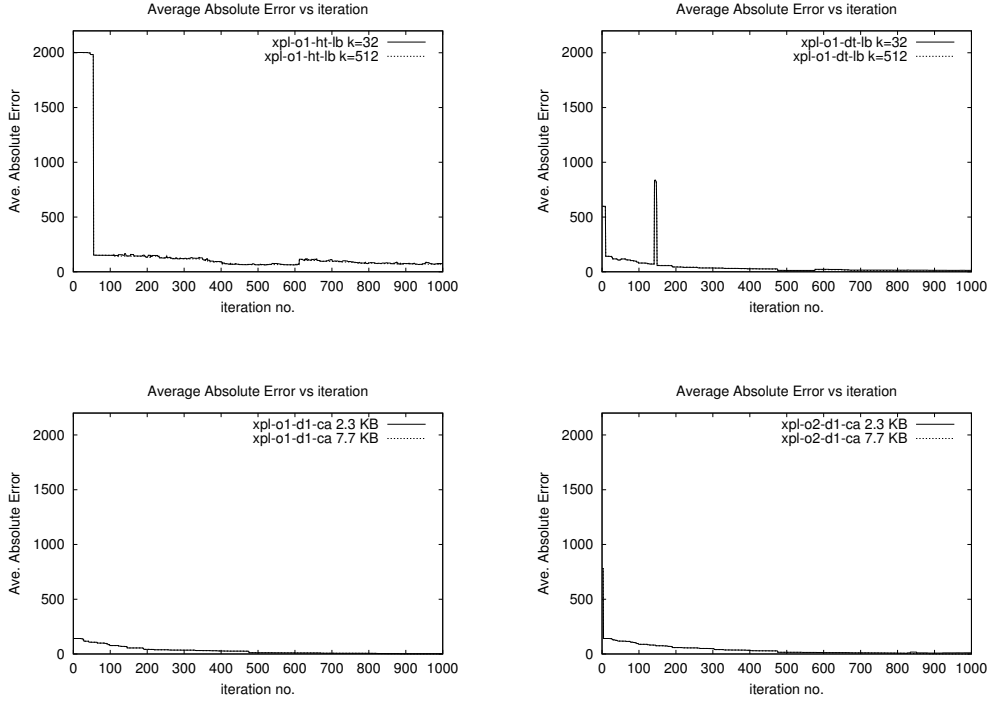 Average Absolute Error vs iteration
Ave. Absolute Error
2000
1500
1000
500
0
xpl-o1-ht-lb k=32
xpl-o1-ht-lb k=512
0 100 200 300 400 500 600 700 800 900 1000
iteration no.
Average Absolute Error vs iteration
Ave. Absolute Error
2000
1500
1000
500
0
xpl-o1-dt-lb k=32
xpl-o1-dt-lb k=512
0 100 200 300 400 500 600 700 800 900 1000
iteration no.
Average Absolute Error vs iteration
Ave. Absolute Error
2000
1500
1000
500
0
xpl-o1-d1-ca 2.3 KB
xpl-o1-d1-ca 7.7 KB
0 100 200 300 400 500 600 700 800 900 1000
iteration no.
Average Absolute Error vs iteration
Ave. Absolute Error
2000
1500
1000
500
0
xpl-o2-d1-ca 2.3 KB
xpl-o2-d1-ca 7.7 KB
0 100 200 300 400 500 600 700 800 900 1000
iteration no.